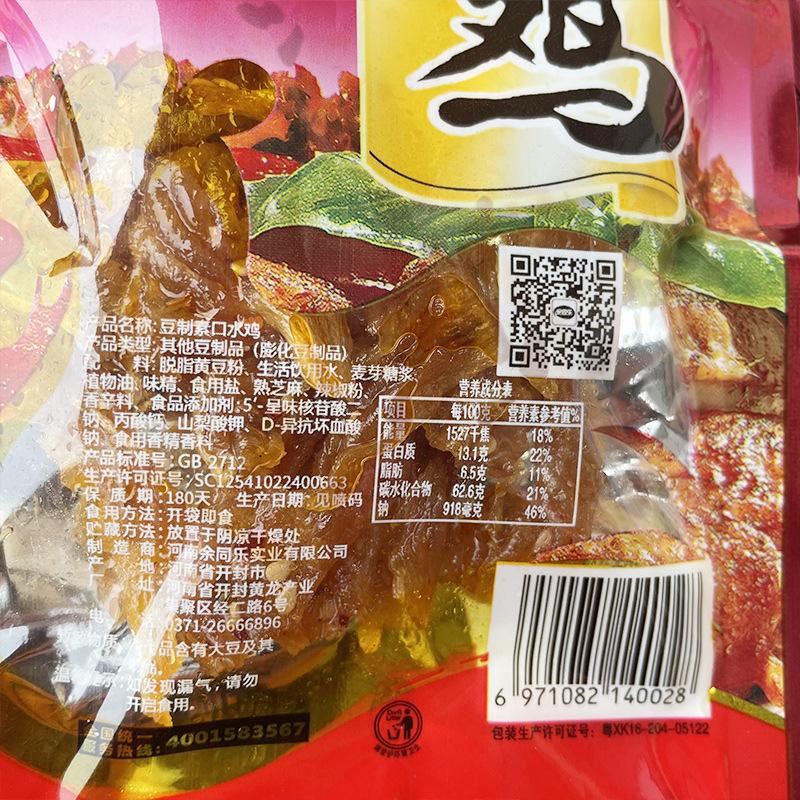 鸡
产品名称：豆制素口水鸡
产品类型：其他豆制品（膨化豆制品）
配 料：脱脂黄豆粉、生活饮用水、麦芽糖浆、
植物油、味精、食用盐、熟芝麻、辣椒粉、
香辛料、食品添加剂：5′-呈味核苷酸二
钠、丙酸钙、山梨酸钾、D-异抗坏血酸
钠、食用香精香料
产品标准号：GB 2712
生产许可证号：SC12541022400663
保 质 期：180天 生产日期：见喷码
食用方法：开袋即食
贮藏方法：放置于阴凉干燥处
制 造 商：河南余同乐实业有限公司
产 地：河南省开封市
厂 址：河南省开封黄龙产业
集聚区经二路6号
电 话：0371-26666896
品含有大豆及其
如发现漏气，请勿
开启食用。
全国统一
服务热线：4001583567
营养成分表
项目 每100克 营养素参考值%
能量 1527千焦 18%
蛋白质 13.1克 22%
脂肪 6.5克 11%
碳水化合物 62.6克 21%
钠 918毫克 46%
6 971082 140028
包装生产许可证号：粤XK16-204-05122